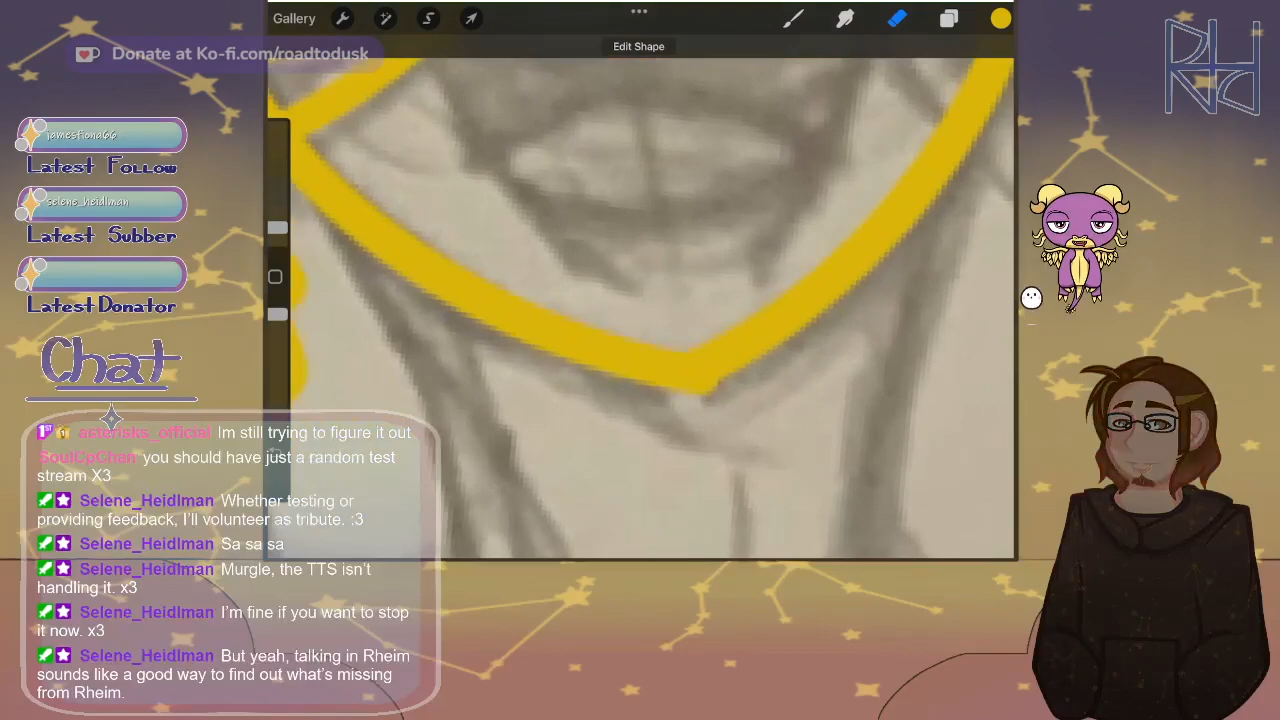 Gallery
Edit Shape
Donate at Ko-fi.com/roadtodusk
jamesfiona66
Latest Follow
selene_heidlman
Latest Subber
Latest Donator
Chat
asterisks_official Im still trying to figure it out
SoulCpChan you should have just a random test
stream X3
Selene_Heidlman Whether testing or
providing feedback, I'll volunteer as tribute. :3
Selene_Heidlman Sa sa sa
Selene_Heidlman Murgle, the TTS isn't
handling it. x3
Selene_Heidlman I'm fine if you want to stop
it now. x3
Selene_Heidlman But yeah, talking in Rheim
sounds like a good way to find out what's missing
from Rheim.